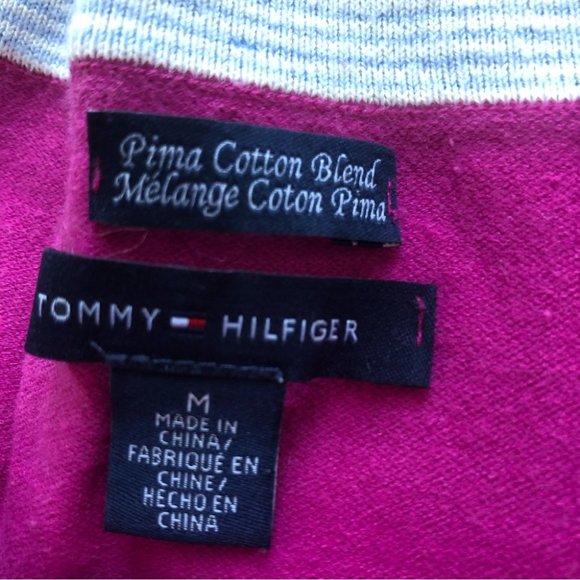 Pima Cotton Blend
Mélange Coton Pima
TOMMY HILFIGER
M
MADE IN
CHINA/
FABRIQUÉ EN
CHINE/
HECHO EN
CHINA